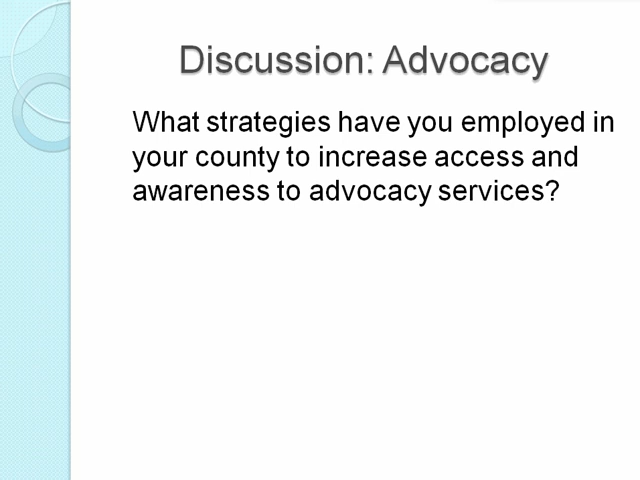 Discussion: Advocacy
What strategies have you employed in
your county to increase access and
awareness to advocacy services?